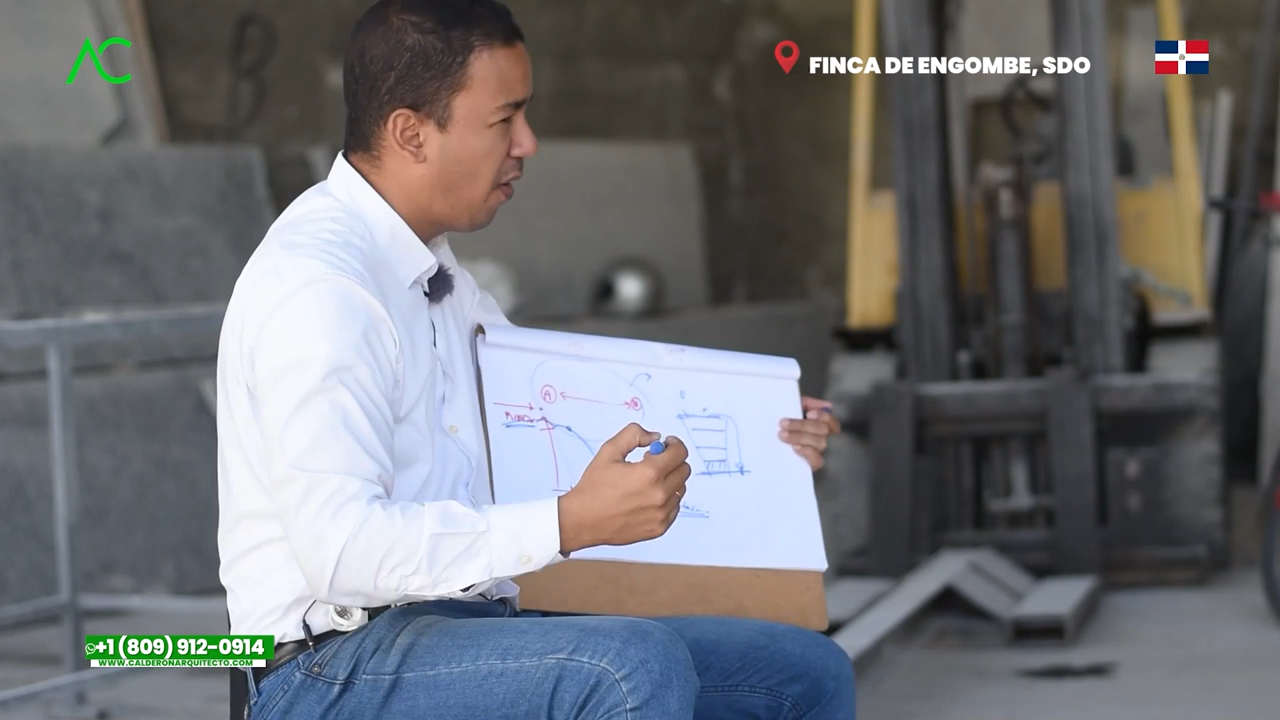 AC
FINCA DE ENGOMBE, SDO
A
B
+1 (809) 912-0914
WWW.CALDERONARQUITECTO.COM